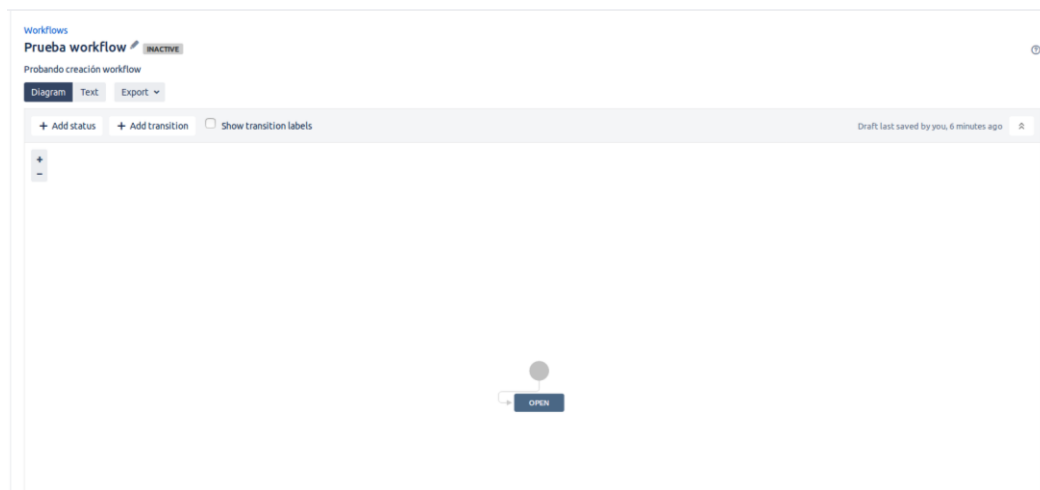 Workflows
Prueba workflow INACTIVE
Probando creación workflow
Diagram Text Export
+ Add status + Add transition Show transition labels Draft last saved by you, 6 minutes ago
+
−
OPEN